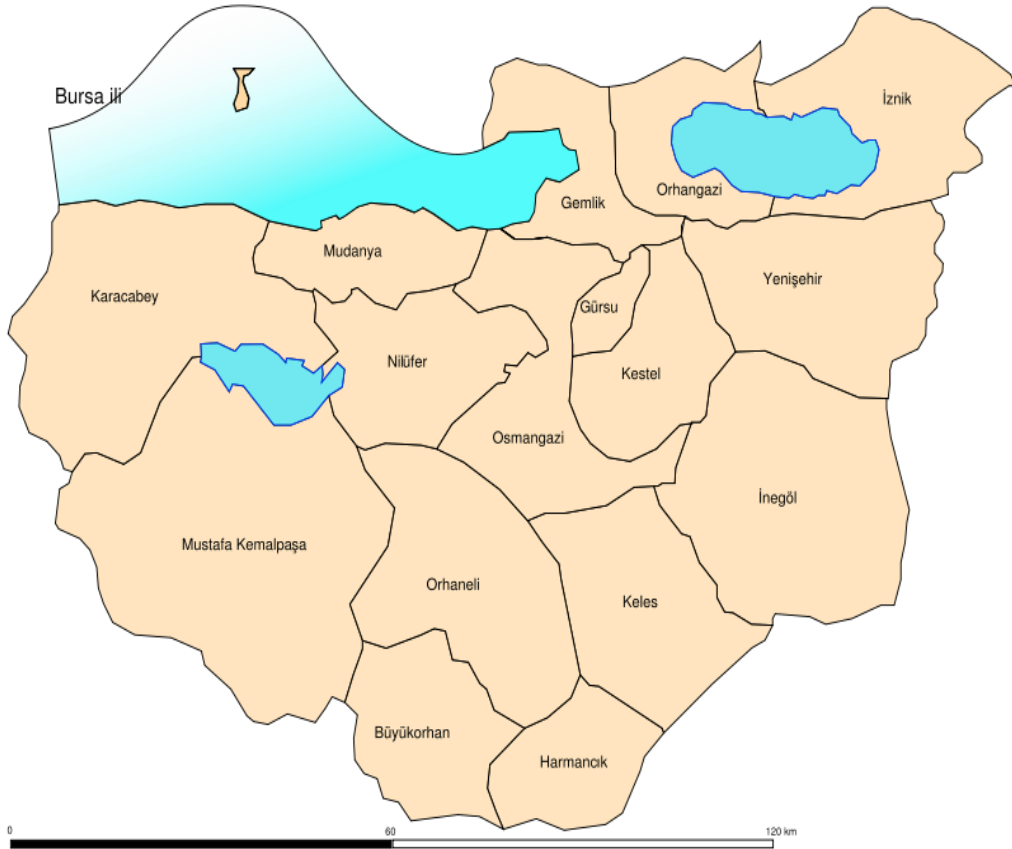 Bursa ili
İznik
Orhangazi
Gemlik
Mudanya
Yenişehir
Karacabey
Gürsu
Nilüfer
Kestel
Osmangazi
İnegöl
Mustafa Kemalpaşa
Orhaneli
Keles
Büyükorhan
Harmancık
0 60 120 km